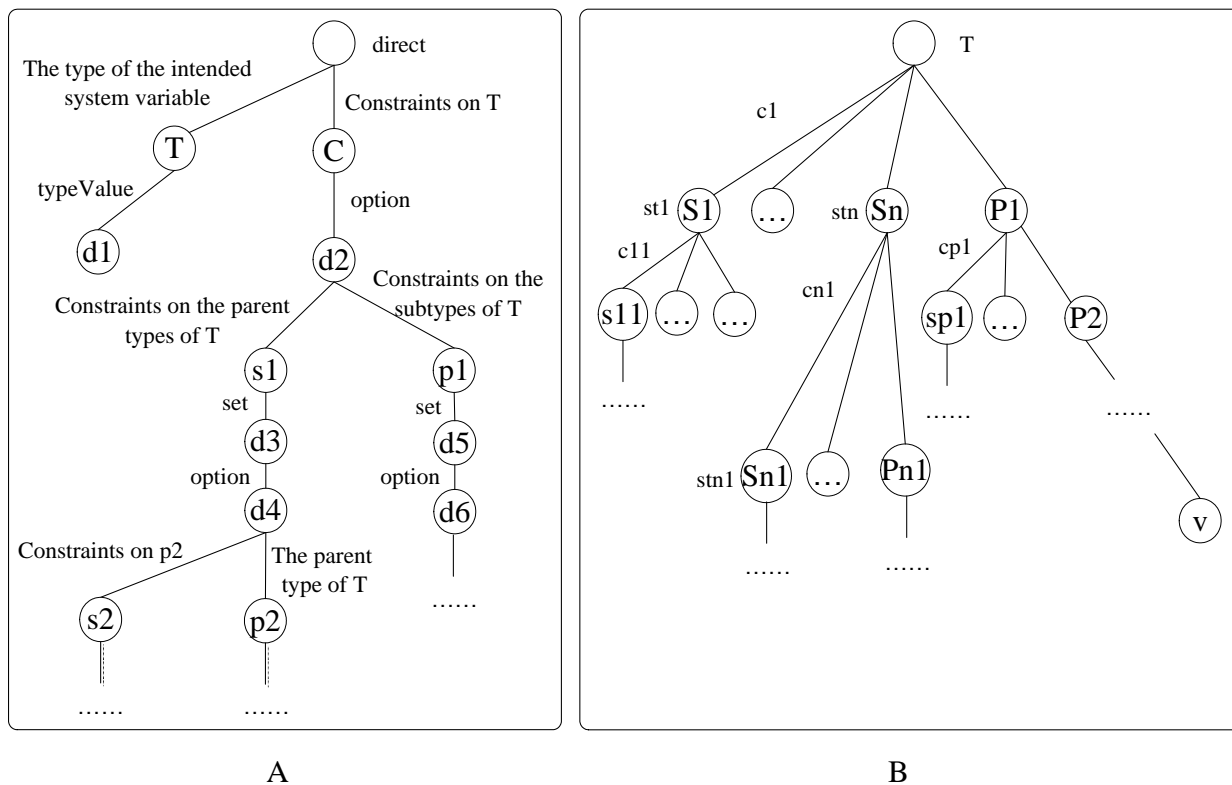 direct
The type of the intended
system variable
Constraints on T
T
C
typeValue
option
d1
d2
Constraints on the parent
types of T
Constraints on the
subtypes of T
s1
p1
set
set
d3
d5
option
option
d4
d6
Constraints on p2
The parent
type of T
……
s2
p2
……
……
A
T
c1
st1
S1
…
stn
Sn
P1
c11
cn1
cp1
s11
…
…
sp1
…
P2
……
……
……
stn1
Sn1
…
Pn1
v
……
……
B